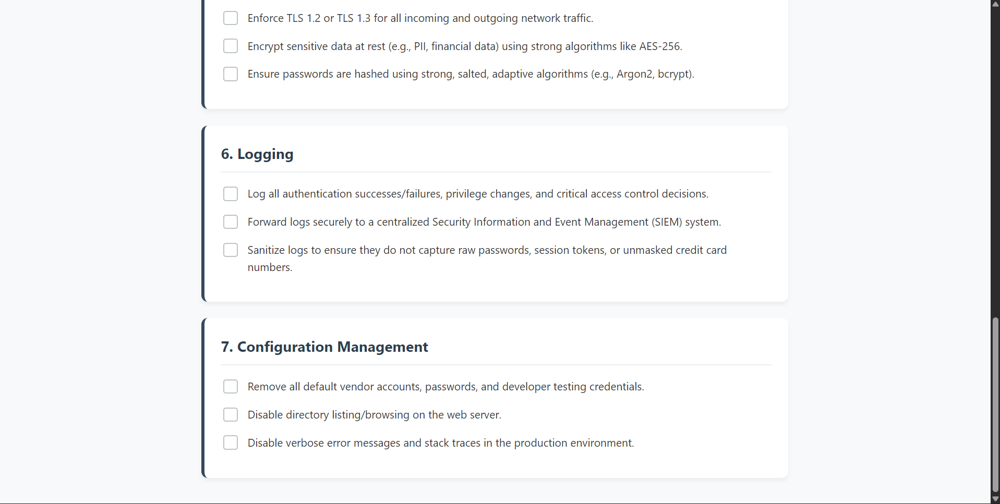 Enforce TLS 1.2 or TLS 1.3 for all incoming and outgoing network traffic.
Encrypt sensitive data at rest (e.g., PII, financial data) using strong algorithms like AES-256.
Ensure passwords are hashed using strong, salted, adaptive algorithms (e.g., Argon2, bcrypt).
6. Logging
Log all authentication successes/failures, privilege changes, and critical access control decisions.
Forward logs securely to a centralized Security Information and Event Management (SIEM) system.
Sanitize logs to ensure they do not capture raw passwords, session tokens, or unmasked credit card
numbers.
7. Configuration Management
Remove all default vendor accounts, passwords, and developer testing credentials.
Disable directory listing/browsing on the web server.
Disable verbose error messages and stack traces in the production environment.